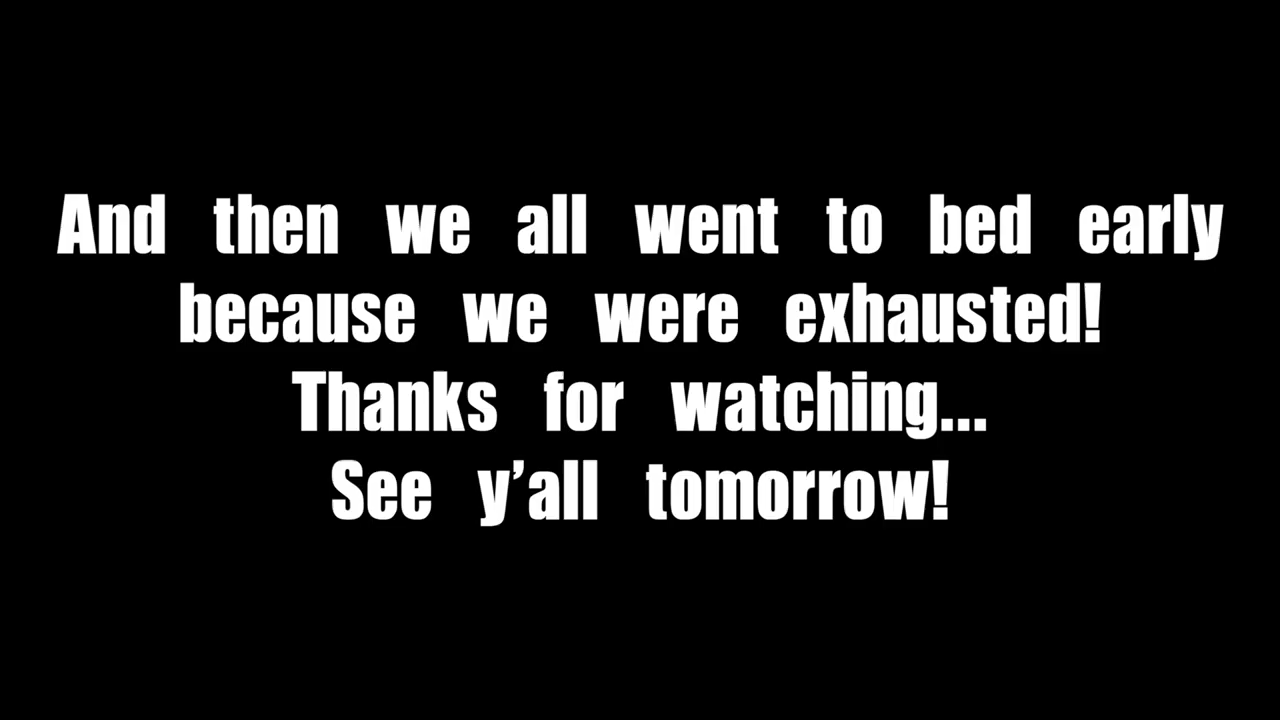 And then we all went to bed early
because we were exhausted!
Thanks for watching...
See y’all tomorrow!